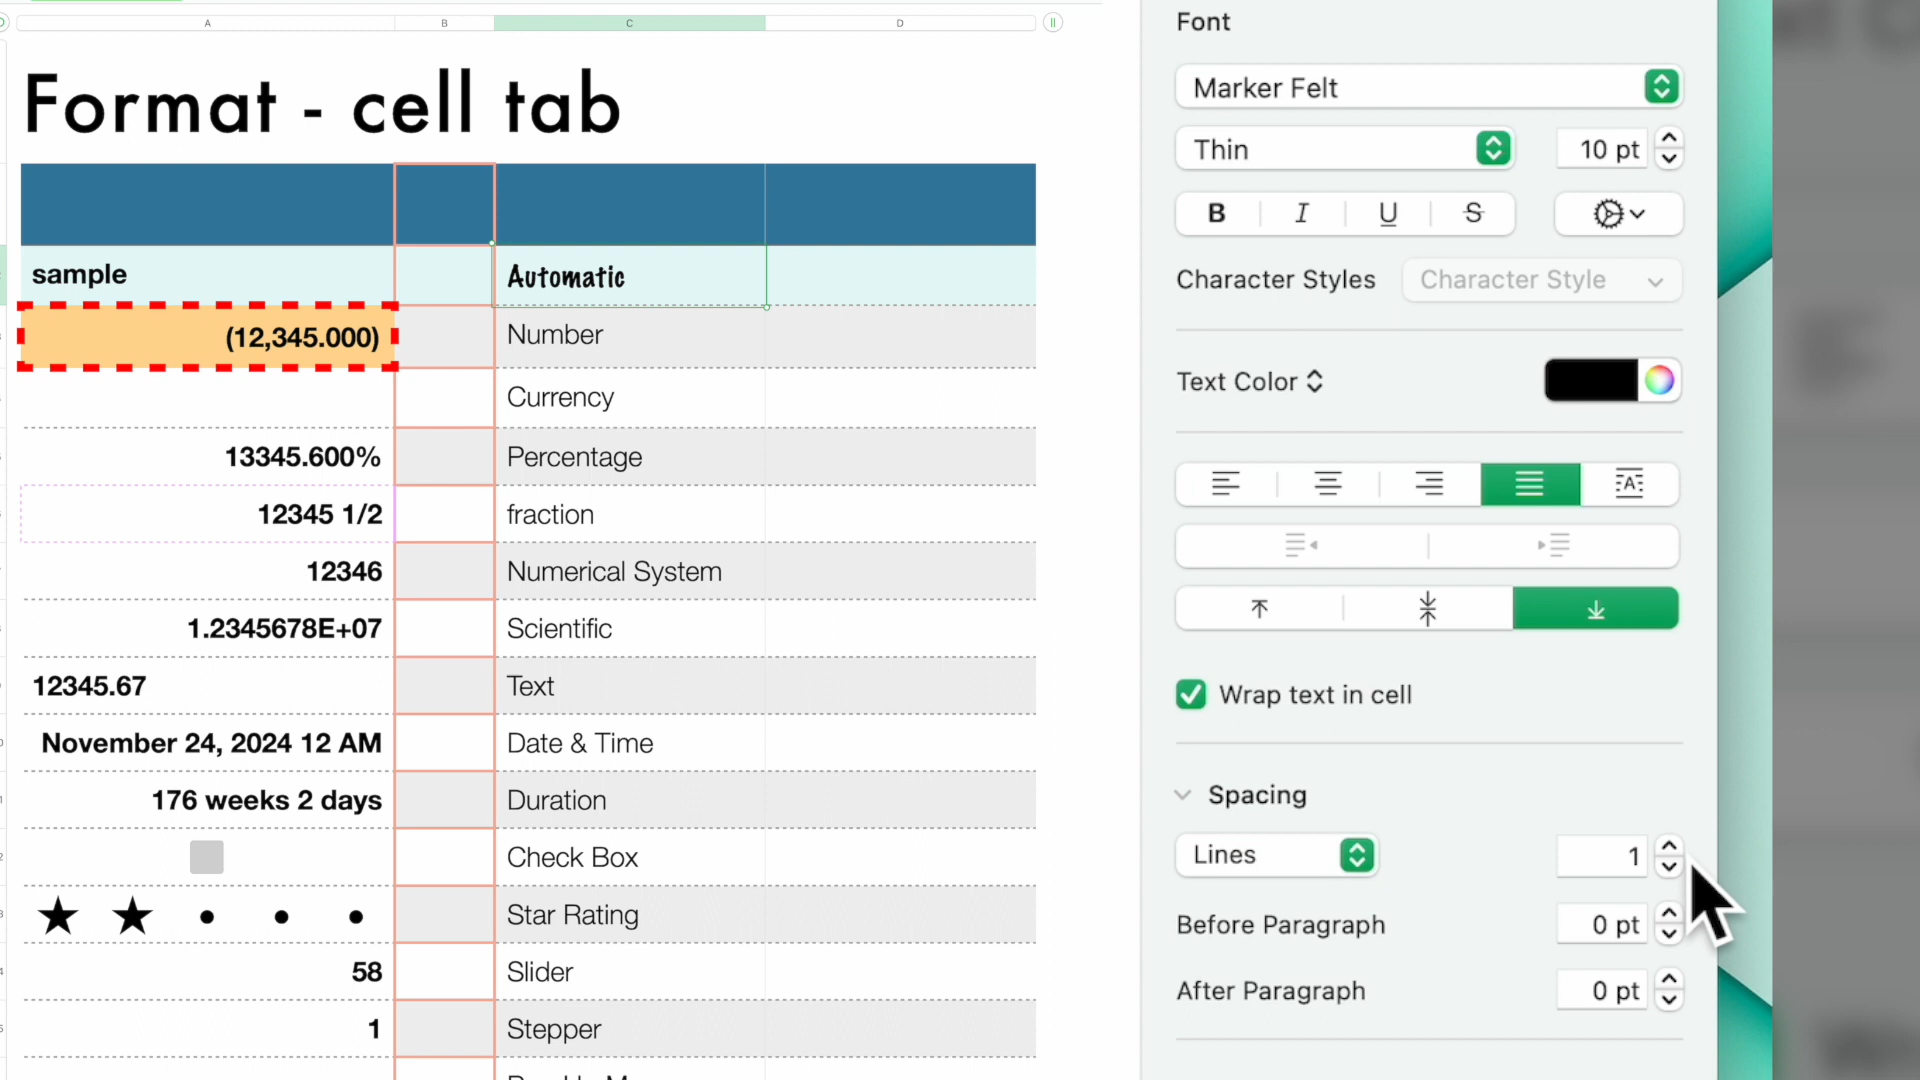 A B C D
Format - cell tab
sample Automatic
(12,345.000) Number
Currency
13345.600% Percentage
12345 1/2 fraction
12346 Numerical System
1.2345678E+07 Scientific
12345.67 Text
November 24, 2024 12 AM Date & Time
176 weeks 2 days Duration
Check Box
Star Rating
58 Slider
1 Stepper
Font
Marker Felt
Thin 10 pt
B I U S
Character Styles Character Style
Text Color
A
Wrap text in cell
Spacing
Lines 1
Before Paragraph 0 pt
After Paragraph 0 pt